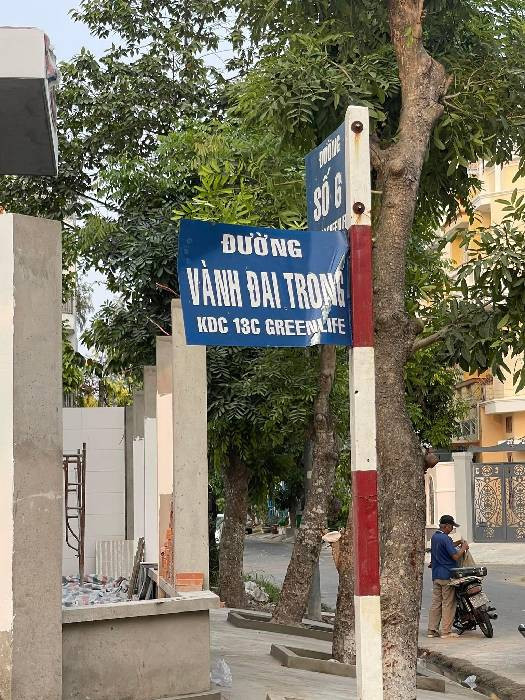 ĐƯỜNG
VÀNH ĐAI TRONG
KDC 13C GREENLIFE
ĐƯỜNG
SỐ 6